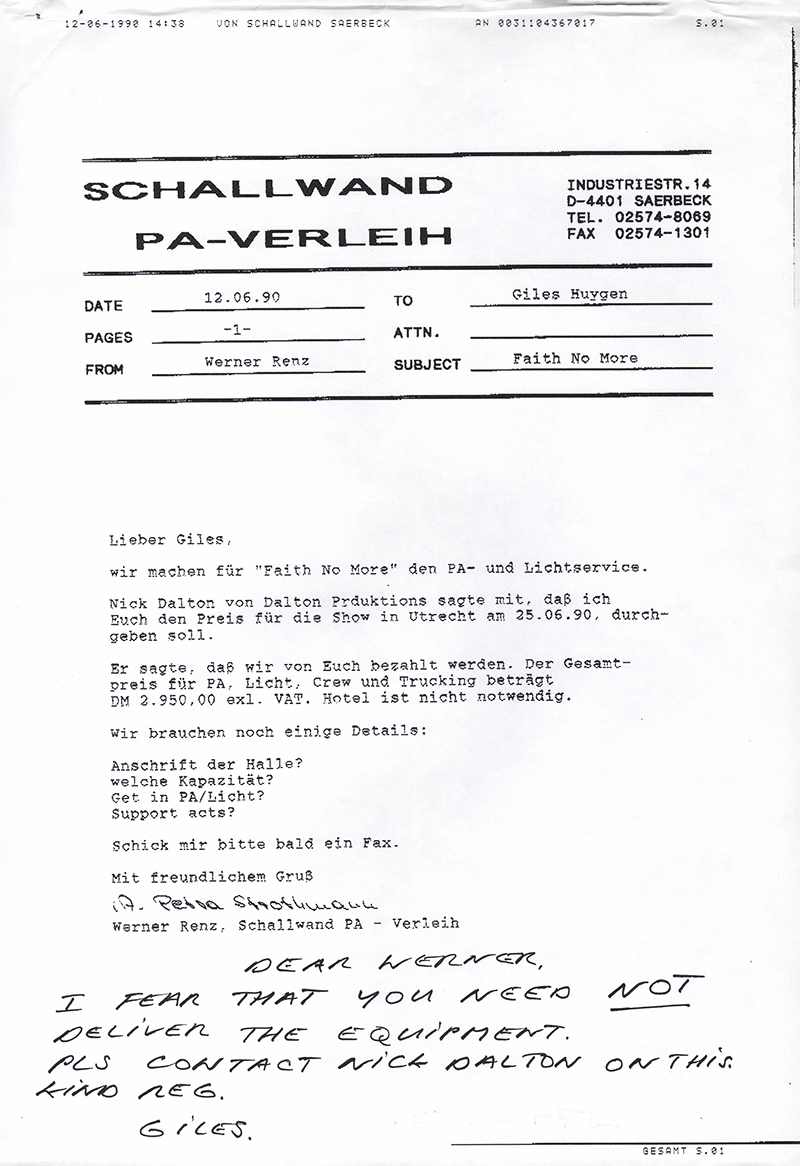 12-06-1990 14:38 VON SCHALLWAND SAERBECK AN 0031104367017 S.01
SCHALLWAND
PA-VERLEIH
INDUSTRIESTR.14
D-4401 SAERBECK
TEL. 02574-8069
FAX 02574-1301
DATE 12.06.90 TO Giles Huygen
PAGES -1- ATTN.
FROM Werner Renz SUBJECT Faith No More
Lieber Giles,
wir machen für "Faith No More" den PA- und Lichtservice.
Nick Dalton von Dalton Prduktions sagte mit, daß ich
Euch den Preis für die Show in Utrecht am 25.06.90, durch-
geben soll.
Er sagte, daß wir von Euch bezahlt werden. Der Gesamt-
preis für PA, Licht, Crew und Trucking beträgt
DM 2.950,00 exl. VAT. Hotel ist nicht notwendig.
Wir brauchen noch einige Details:
Anschrift der Halle?
welche Kapazität?
Get in PA/Licht?
Support acts?
Schick mir bitte bald ein Fax.
Mit freundlichem Gruß
i.A. Petra Strothmann
Werner Renz, Schallwand PA - Verleih
DEAR WERNER,
I FEAR THAT YOU NEED NOT
DELIVER THE EQUIPMENT.
PLS CONTACT NICK DALTON ON THIS.
KIND REG.
GILES.
GESAMT S.01